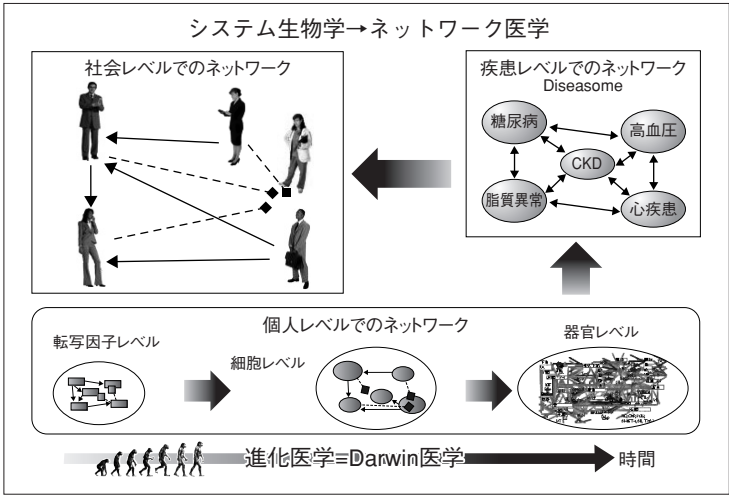 システム生物学→ネットワーク医学
社会レベルでのネットワーク
疾患レベルでのネットワーク
Diseasome
糖尿病
高血圧
CKD
脂質異常
心疾患
個人レベルでのネットワーク
転写因子レベル
細胞レベル
器官レベル
進化医学=Darwin医学
時間